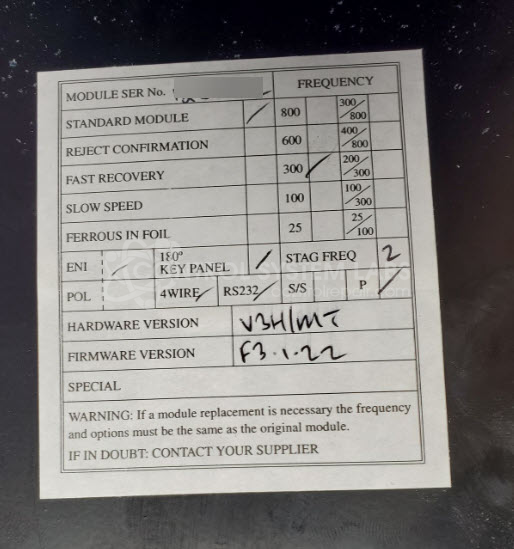 MODULE SER No. FREQUENCY
STANDARD MODULE / 800 300/800
REJECT CONFIRMATION 600 400/800
FAST RECOVERY 300 / 200/300
SLOW SPEED 100 100/300
FERROUS IN FOIL 25 25/100
ENI / 180° KEY PANEL / STAG FREQ 2
POL 4WIRE / RS232 / S/S P /
HARDWARE VERSION V3H/MT
FIRMWARE VERSION F3.1.22
SPECIAL
WARNING: If a module replacement is necessary the frequency
and options must be the same as the original module.
IF IN DOUBT: CONTACT YOUR SUPPLIER